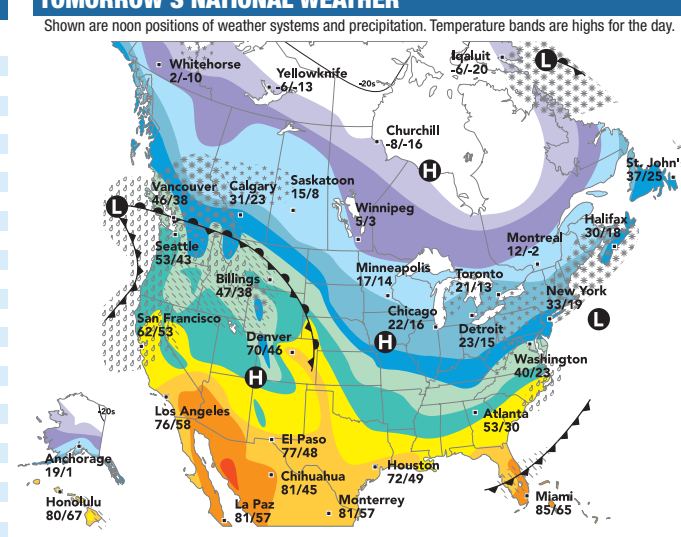 TOMORROW'S NATIONAL WEATHER
Shown are noon positions of weather systems and precipitation. Temperature bands are highs for the day.
Whitehorse
2/-10
Yellowknife
-6/-13
-20s
Iqaluit
-6/-20
L
Churchill
-8/-16
H
St. John'
37/25
Vancouver
46/38
Calgary
31/23
Saskatoon
15/8
Winnipeg
5/3
Halifax
30/18
L
Seattle
53/43
Montreal
12/-2
Billings
47/38
Minneapolis
17/14
Toronto
21/13
New York
33/19
L
San Francisco
62/53
Chicago
22/16
Detroit
23/15
Denver
70/46
H
Washington
40/23
H
-20s
Los Angeles
76/58
Atlanta
53/30
El Paso
77/48
Anchorage
19/1
Chihuahua
81/45
Houston
72/49
Honolulu
80/67
La Paz
81/57
Monterrey
81/57
Miami
85/65